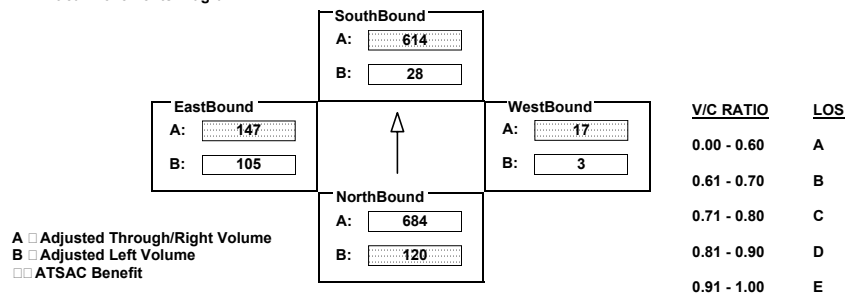 SouthBound
A: 614
B: 28
EastBound
A: 147
B: 105
WestBound
A: 17
B: 3
NorthBound
A: 684
B: 120
A □ Adjusted Through/Right Volume
B □ Adjusted Left Volume
□□ ATSAC Benefit
V/C RATIO LOS
0.00 - 0.60 A
0.61 - 0.70 B
0.71 - 0.80 C
0.81 - 0.90 D
0.91 - 1.00 E